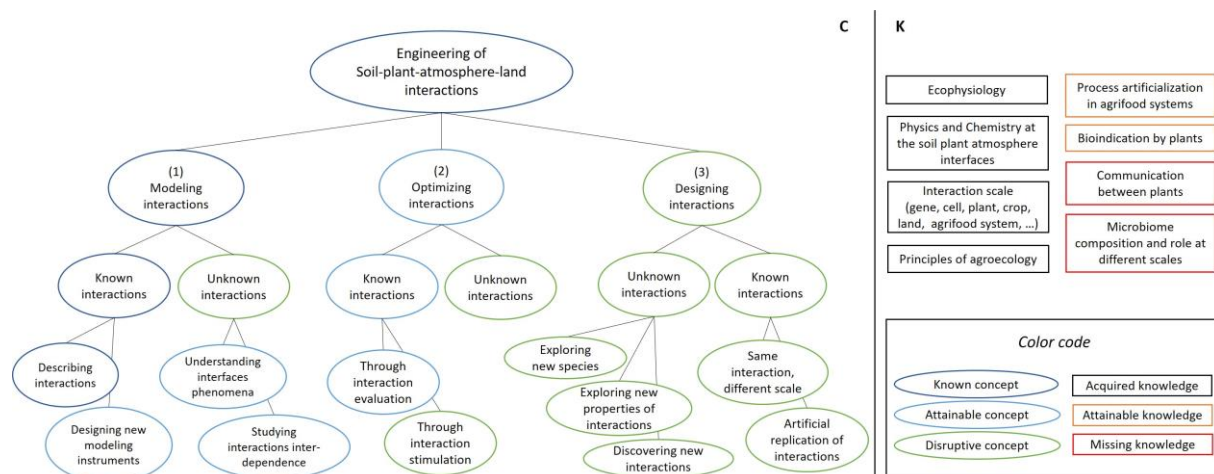 C
K
Engineering of
Soil-plant-atmosphere-land
interactions
(1)
Modeling
interactions
(2)
Optimizing
interactions
(3)
Designing
interactions
Known
interactions
Unknown
interactions
Known
interactions
Unknown
interactions
Unknown
interactions
Known
interactions
Describing
interactions
Designing new
modeling
instruments
Understanding
interfaces
phenomena
Studying
interactions inter-
dependence
Through
interaction
evaluation
Through
interaction
stimulation
Exploring
new species
Exploring new
properties of
interactions
Discovering new
interactions
Same
interaction,
different scale
Artificial
replication of
interactions
Ecophysiology
Physics and Chemistry at
the soil plant atmosphere
interfaces
Interaction scale
(gene, cell, plant, crop,
land, agrifood system, ...)
Principles of agroecology
Process artificialization
in agrifood systems
Bioindication by plants
Communication
between plants
Microbiome
composition and role at
different scales
Color code
Known concept
Acquired knowledge
Attainable concept
Attainable knowledge
Disruptive concept
Missing knowledge